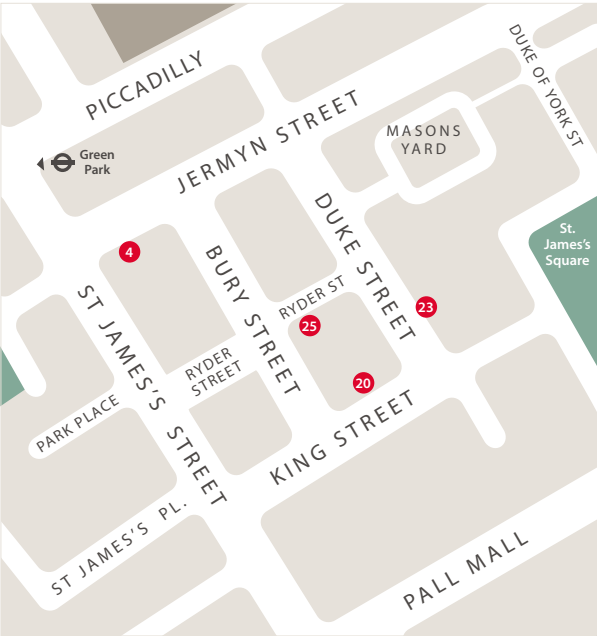 DUKE OF YORK ST
PICCADILLY
JERMYN STREET
MASONS
YARD
Green
Park
DUKE STREET
St.
James's
Square
4
BURY STREET
ST JAMES'S STREET
RYDER ST
23
25
RYDER
STREET
20
PARK PLACE
KING STREET
ST JAMES'S PL.
PALL MALL